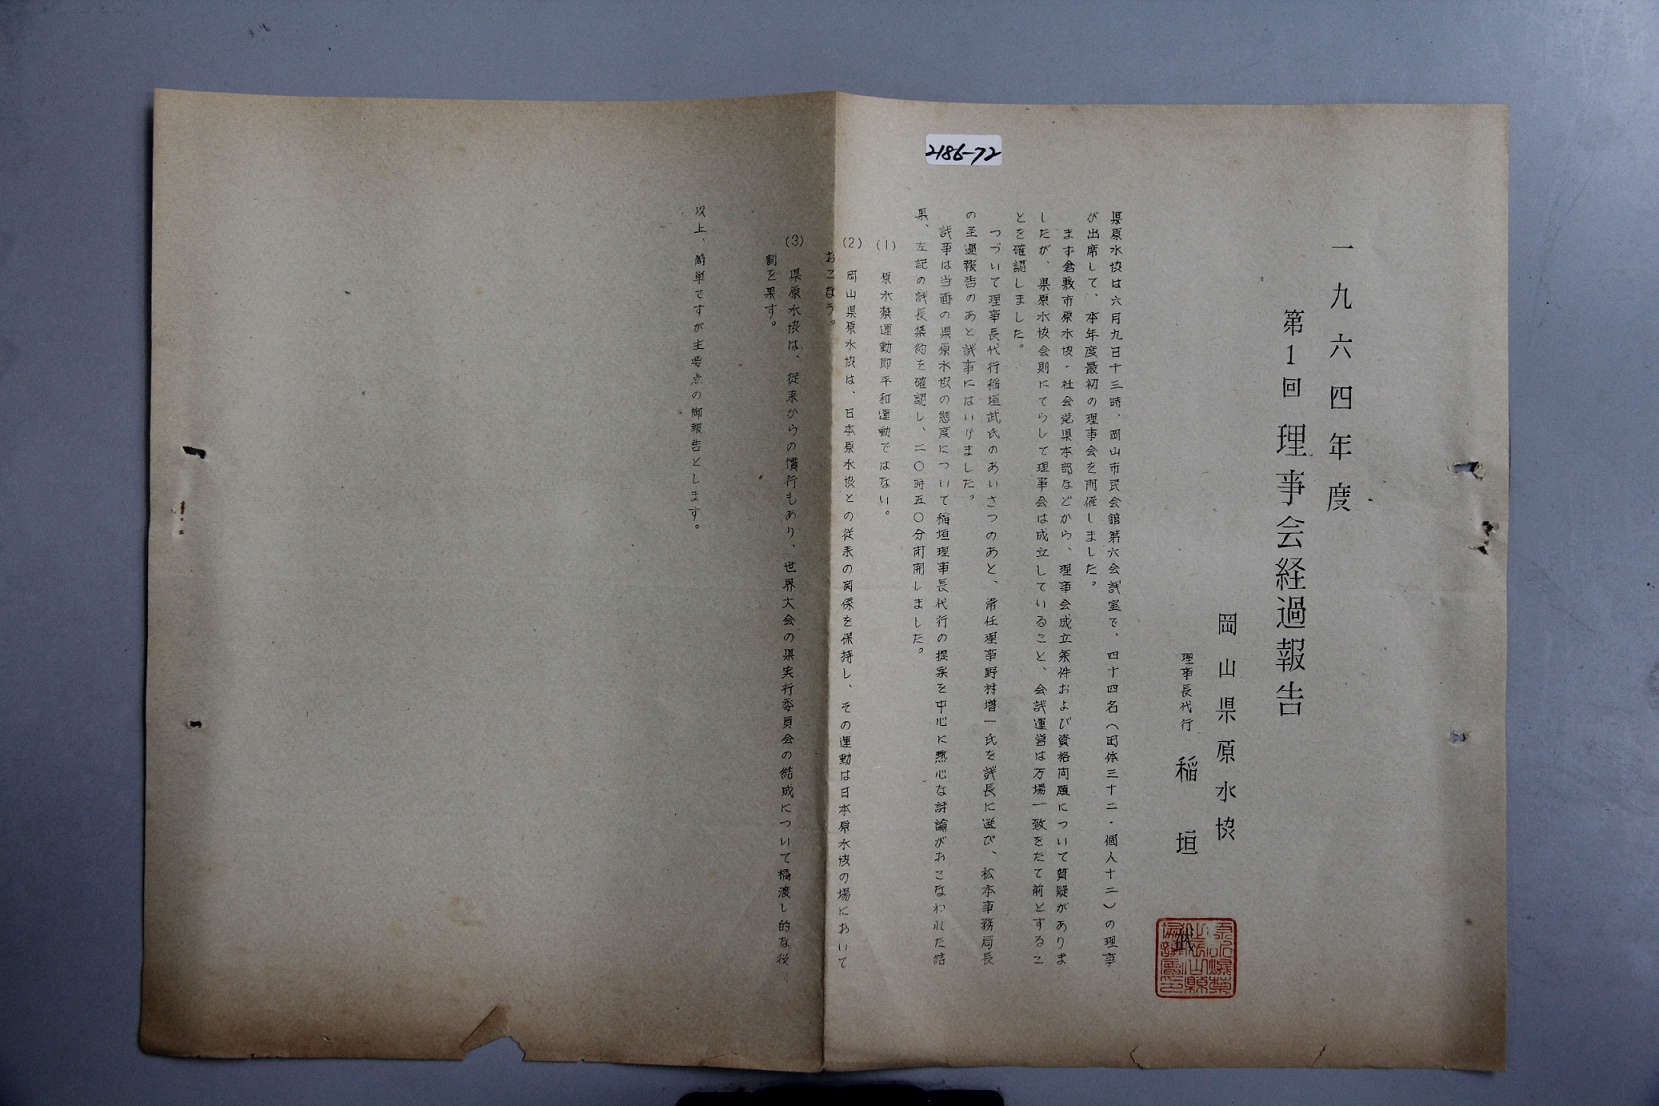 2186-72
一九六四年度
第1回理事会経過報告
岡山県原水協
理事長代行 稲垣 武
県原水協は六月九日十三時、岡山市民会館第六会議室で、四十四名（団体三十二・個人十二）の理事
が出席して、本年度最初の理事会を開催しました。
まず倉敷市原水協・社会党県本部などから、理事会成立条件および資格問題について質疑がありま
したが、県原水協会則にてらして理事会は成立していること、会議運営は万場一致をたて前とするこ
とを確認しました。
つづいて理事長代行稲垣武氏のあいさつのあと、常任理事野村増一氏を議長に選び、松本事務局長
の経過報告のあと議事にはいりました。
議事は当面の県原水協の態度について稲垣理事長代行の提案を中心に熱心な討論がおこなわれた結
果、左記の議長集約を確認し、二〇時五〇分閉開しました。
(1) 原水禁運動即平和運動ではない。
(2) 岡山県原水協は、日本原水協との従来の関係を保持し、その運動は日本原水協の場において
おこなう。
(3) 県原水協は、従来からの慣行もあり、世界大会の県実行委員会の結成について橋渡し的な役
割を果す。
以上、簡単ですが主要点の御報告とします。